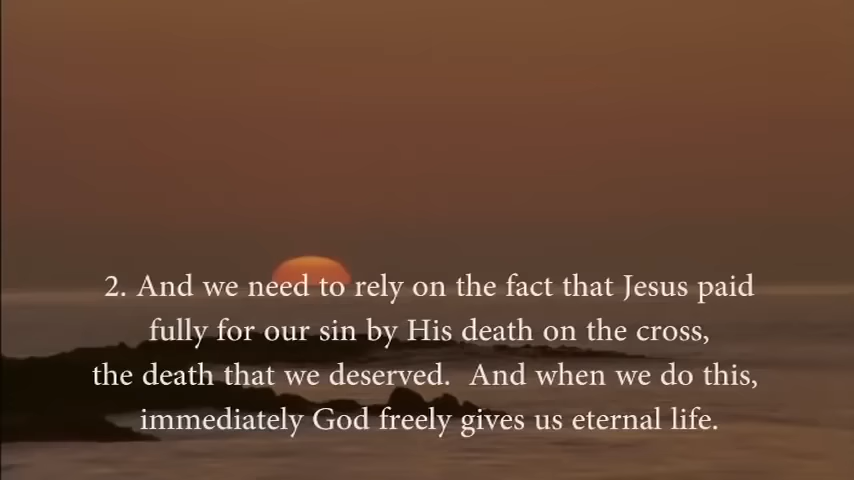 2. And we need to rely on the fact that Jesus paid
fully for our sin by His death on the cross,
the death that we deserved.  And when we do this,
immediately God freely gives us eternal life.